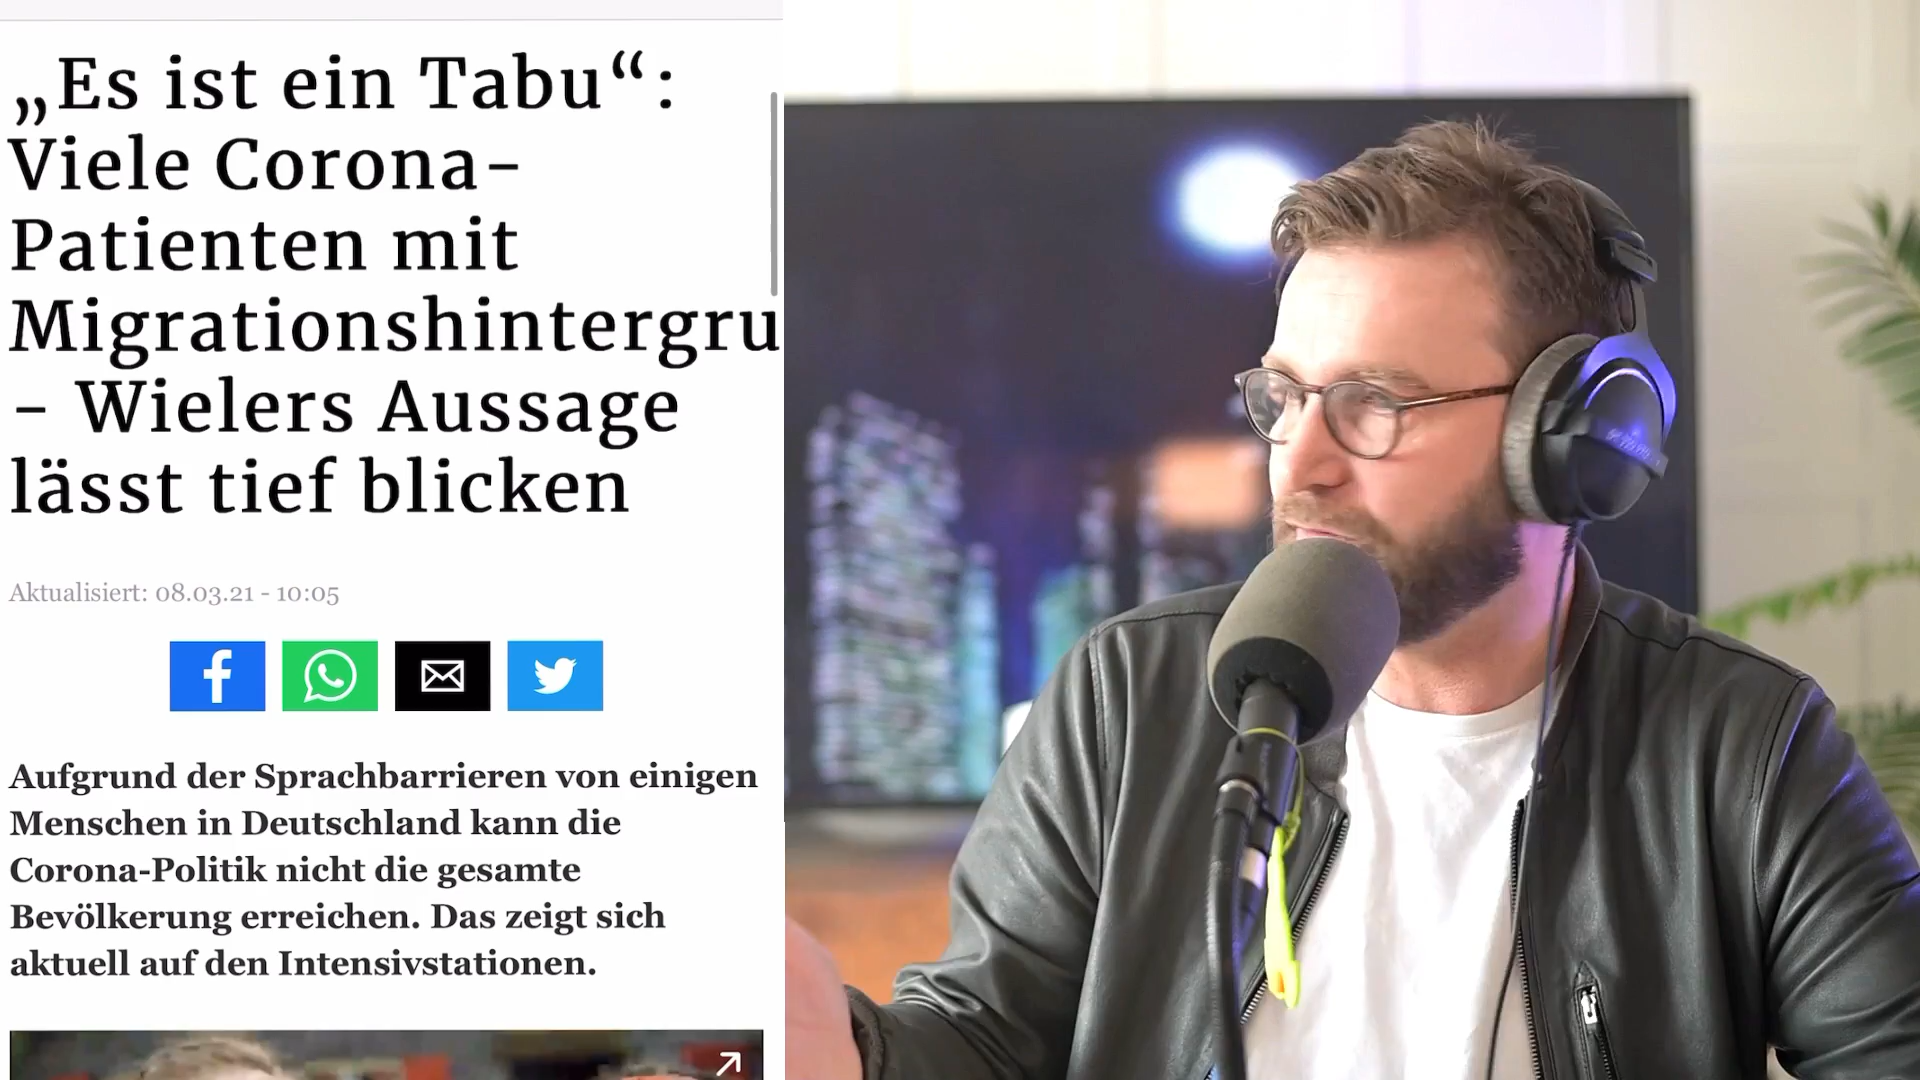 „Es ist ein Tabu“:
Viele Corona-
Patienten mit
Migrationshintergru
- Wielers Aussage
lässt tief blicken
Aktualisiert: 08.03.21 - 10:05
Aufgrund der Sprachbarrieren von einigen
Menschen in Deutschland kann die
Corona-Politik nicht die gesamte
Bevölkerung erreichen. Das zeigt sich
aktuell auf den Intensivstationen.